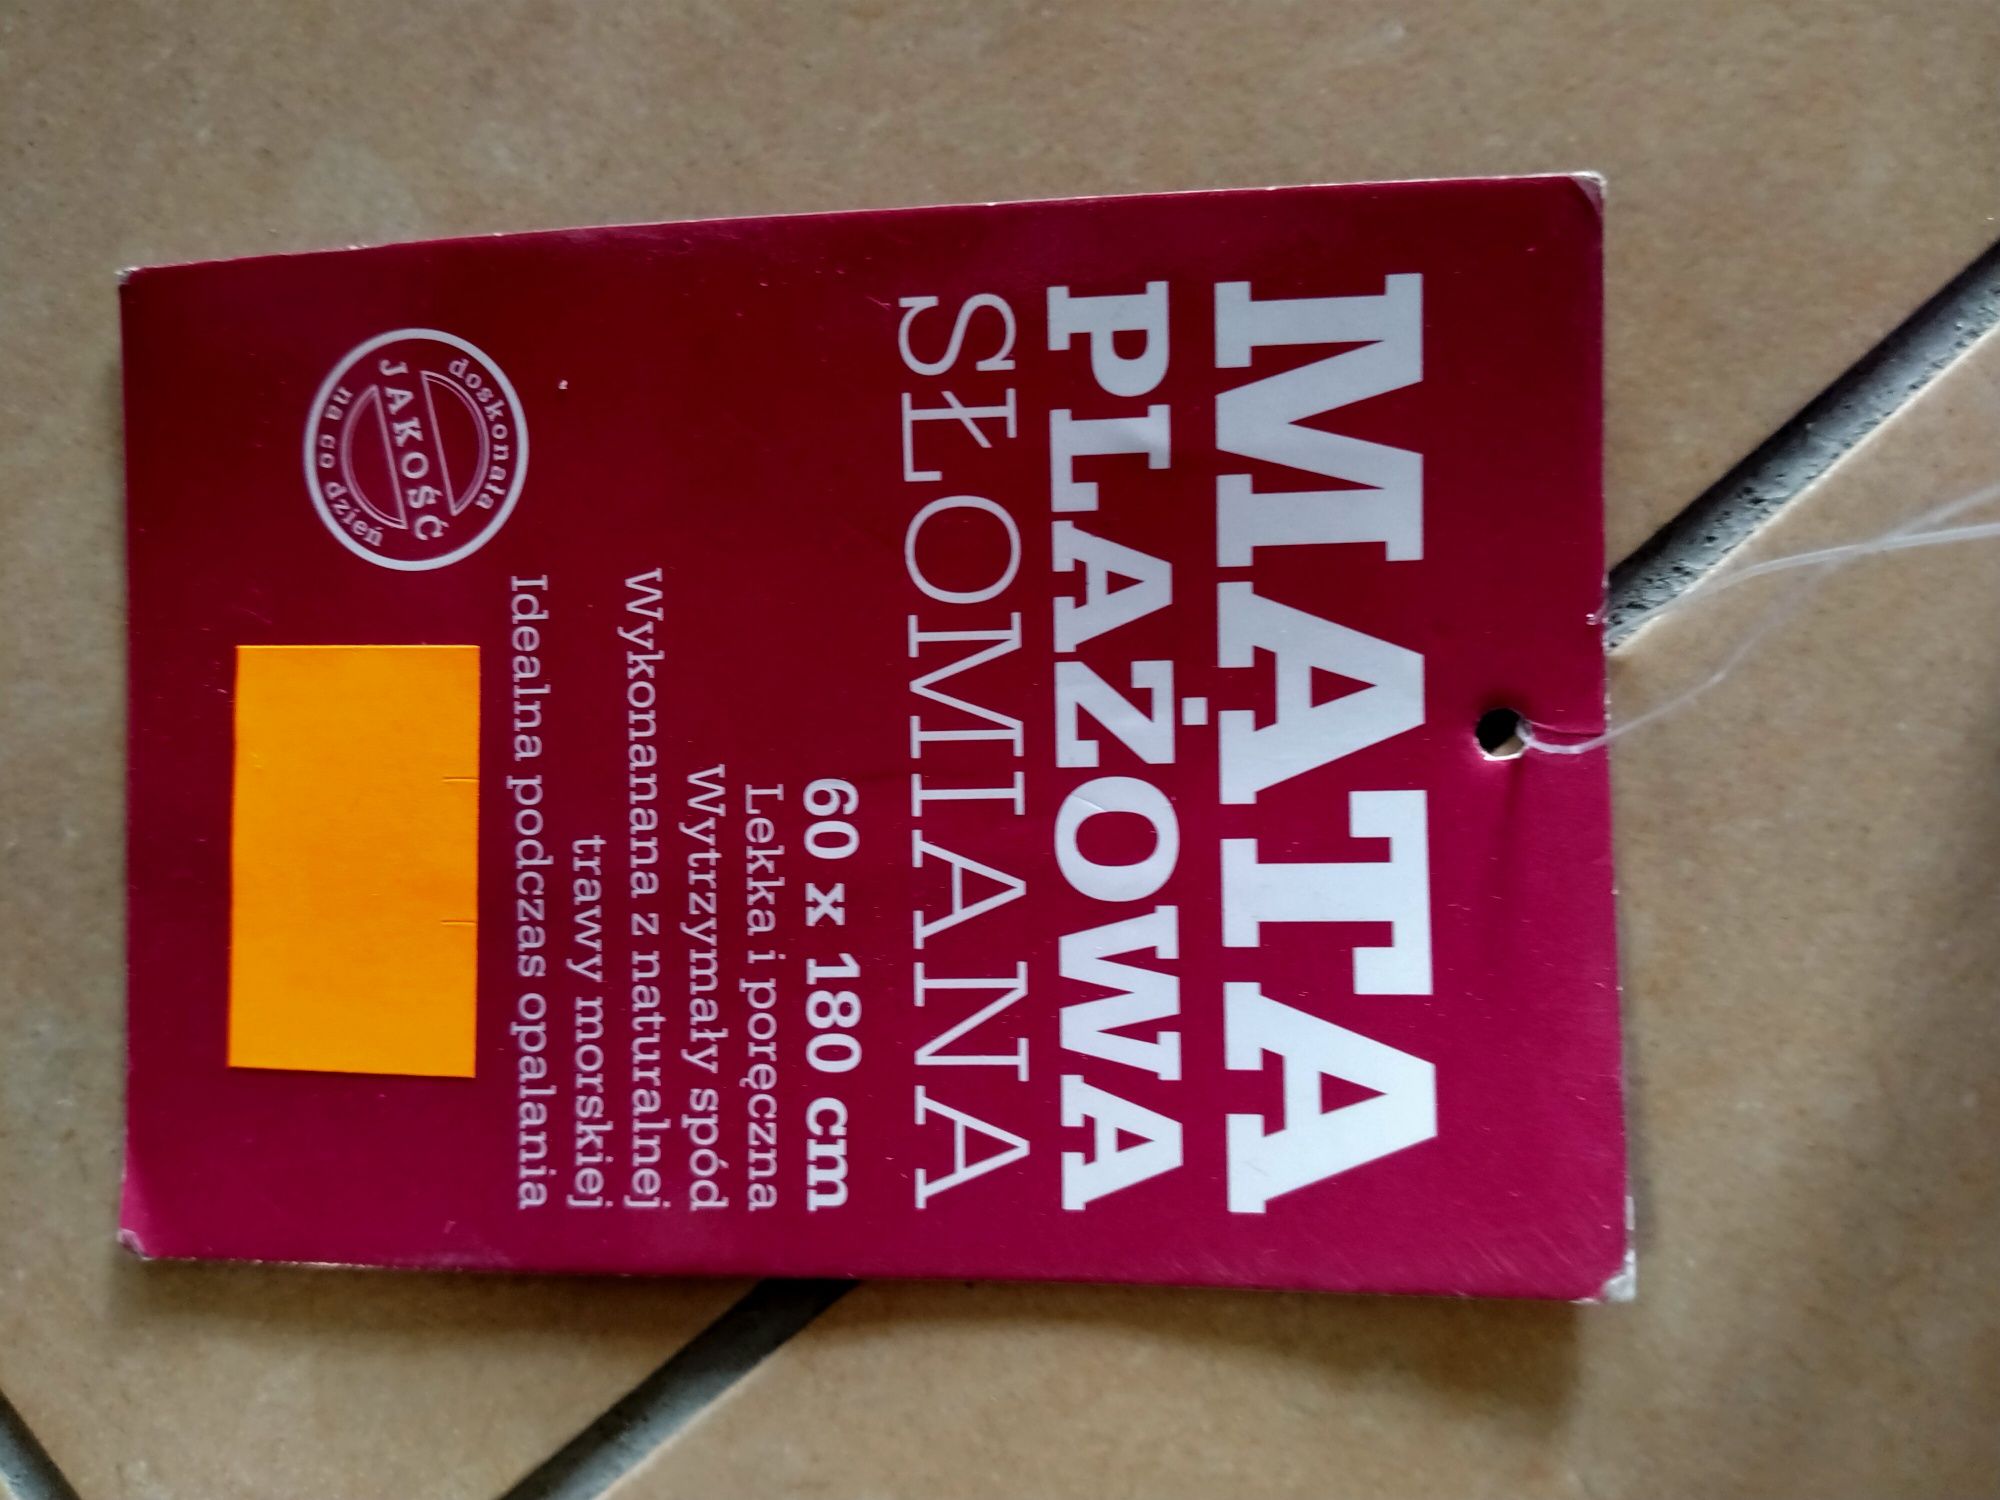 MATA
PLAŻOWA
SŁOMIANA
60 x 180 cm
Lekka i poręczna
Wytrzymały spód
Wykonanana z naturalnej
trawy morskiej
Idealna podczas opalania
doskonała
JAKOŚĆ
na co dzień